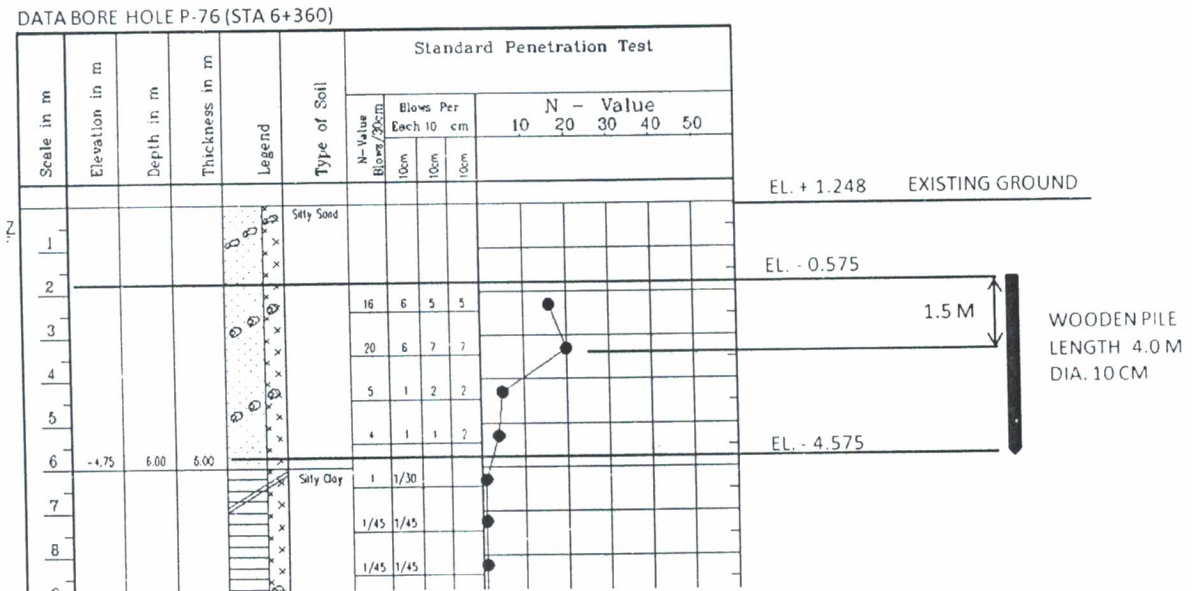 DATA BORE HOLE P-76 (STA 6+360)
Standard Penetration Test
Scale in m
Elevation in m
Depth in m
Thickness in m
Legend
Type of Soil
N-Value Blows/30cm
Blows Per Each 10 cm
10cm 10cm 10cm
N - Value
10 20 30 40 50
EL. + 1.248 EXISTING GROUND
Silty Sand
1
EL. - 0.575
2
16 6 5 5
1.5 M
3
WOODEN PILE
LENGTH 4.0 M
DIA. 10 CM
20 6 7 7
4
5 1 2 2
5
4 1 1 2
EL. - 4.575
6 -4.75 6.00 6.00
Silty Clay 1 1/30
7
1/45 1/45
8
1/45 1/45